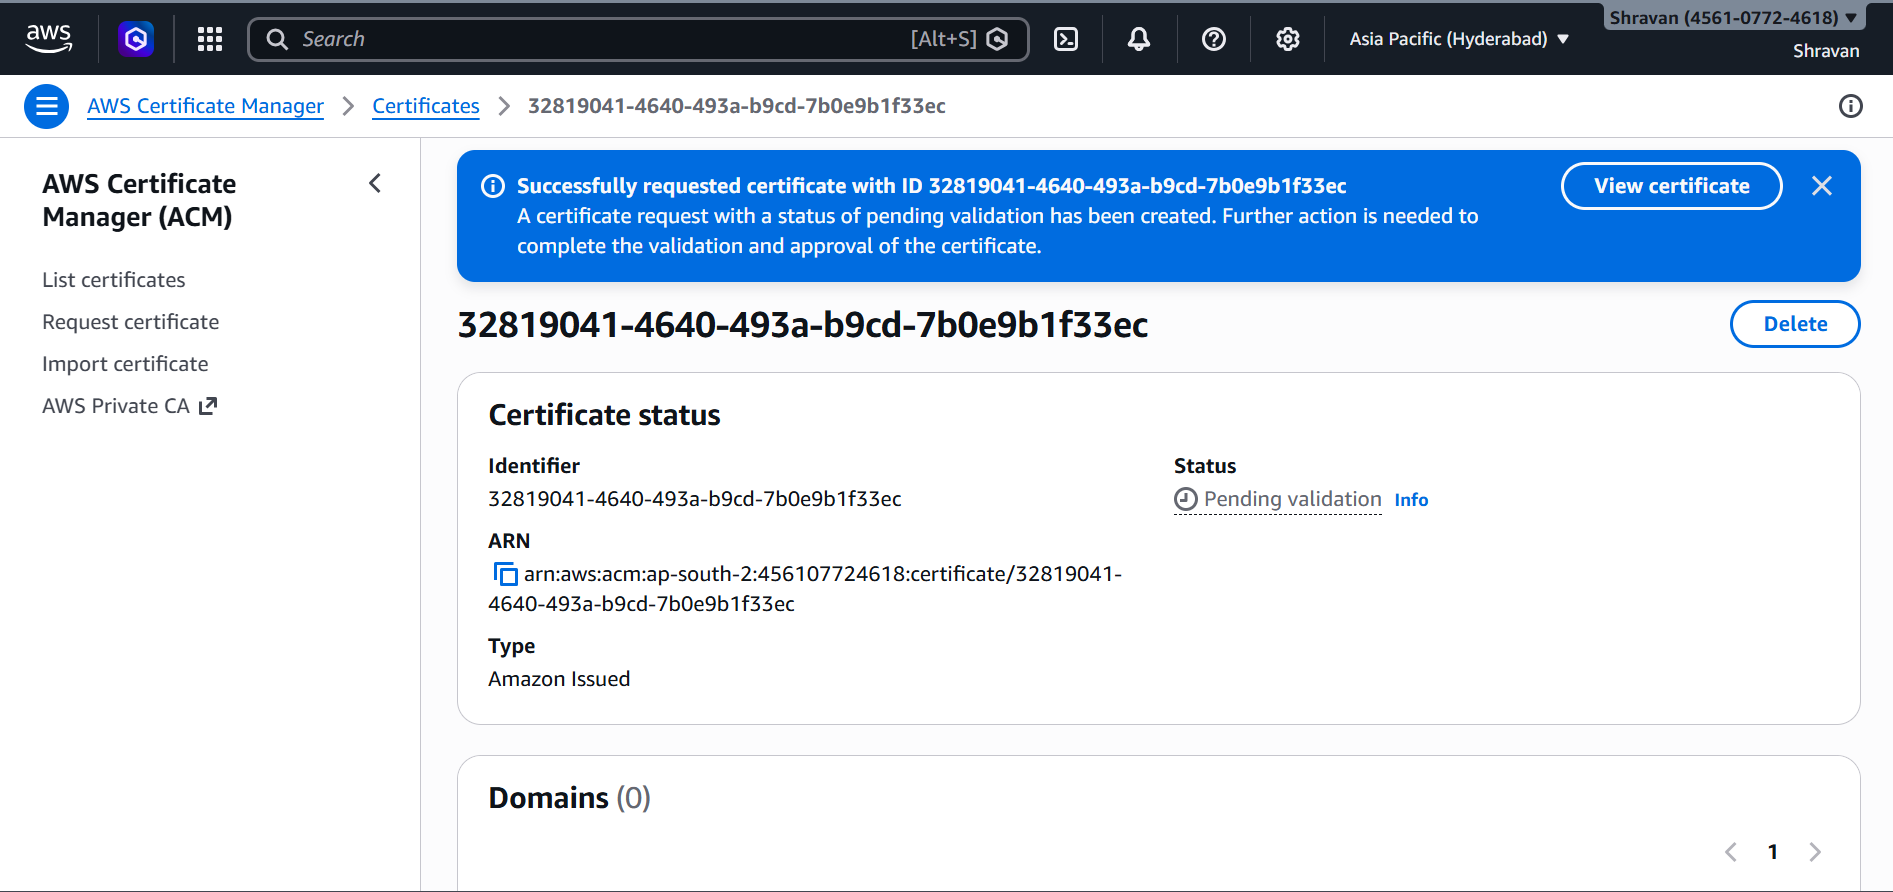 aws
Search
[Alt+S]
Asia Pacific (Hyderabad)
Shravan (4561-0772-4618)
Shravan
AWS Certificate Manager
Certificates
32819041-4640-493a-b9cd-7b0e9b1f33ec
AWS Certificate
Manager (ACM)
List certificates
Request certificate
Import certificate
AWS Private CA
Successfully requested certificate with ID 32819041-4640-493a-b9cd-7b0e9b1f33ec
A certificate request with a status of pending validation has been created. Further action is needed to
complete the validation and approval of the certificate.
View certificate
32819041-4640-493a-b9cd-7b0e9b1f33ec
Delete
Certificate status
Identifier
32819041-4640-493a-b9cd-7b0e9b1f33ec
Status
Pending validation Info
ARN
arn:aws:acm:ap-south-2:456107724618:certificate/32819041-
4640-493a-b9cd-7b0e9b1f33ec
Type
Amazon Issued
Domains (0)
1